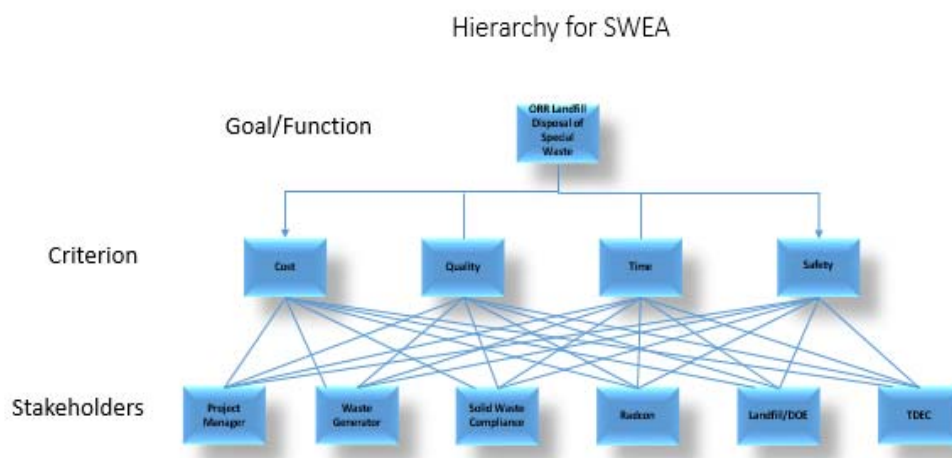 Hierarchy for SWEA
ORR Landfill
Disposal of
Special
Waste
Goal/Function
Criterion
Cost
Quality
Time
Safety
Stakeholders
Project
Manager
Waste
Generator
Solid Waste
Compliance
Radcon
Landfill/DOE
TDEC